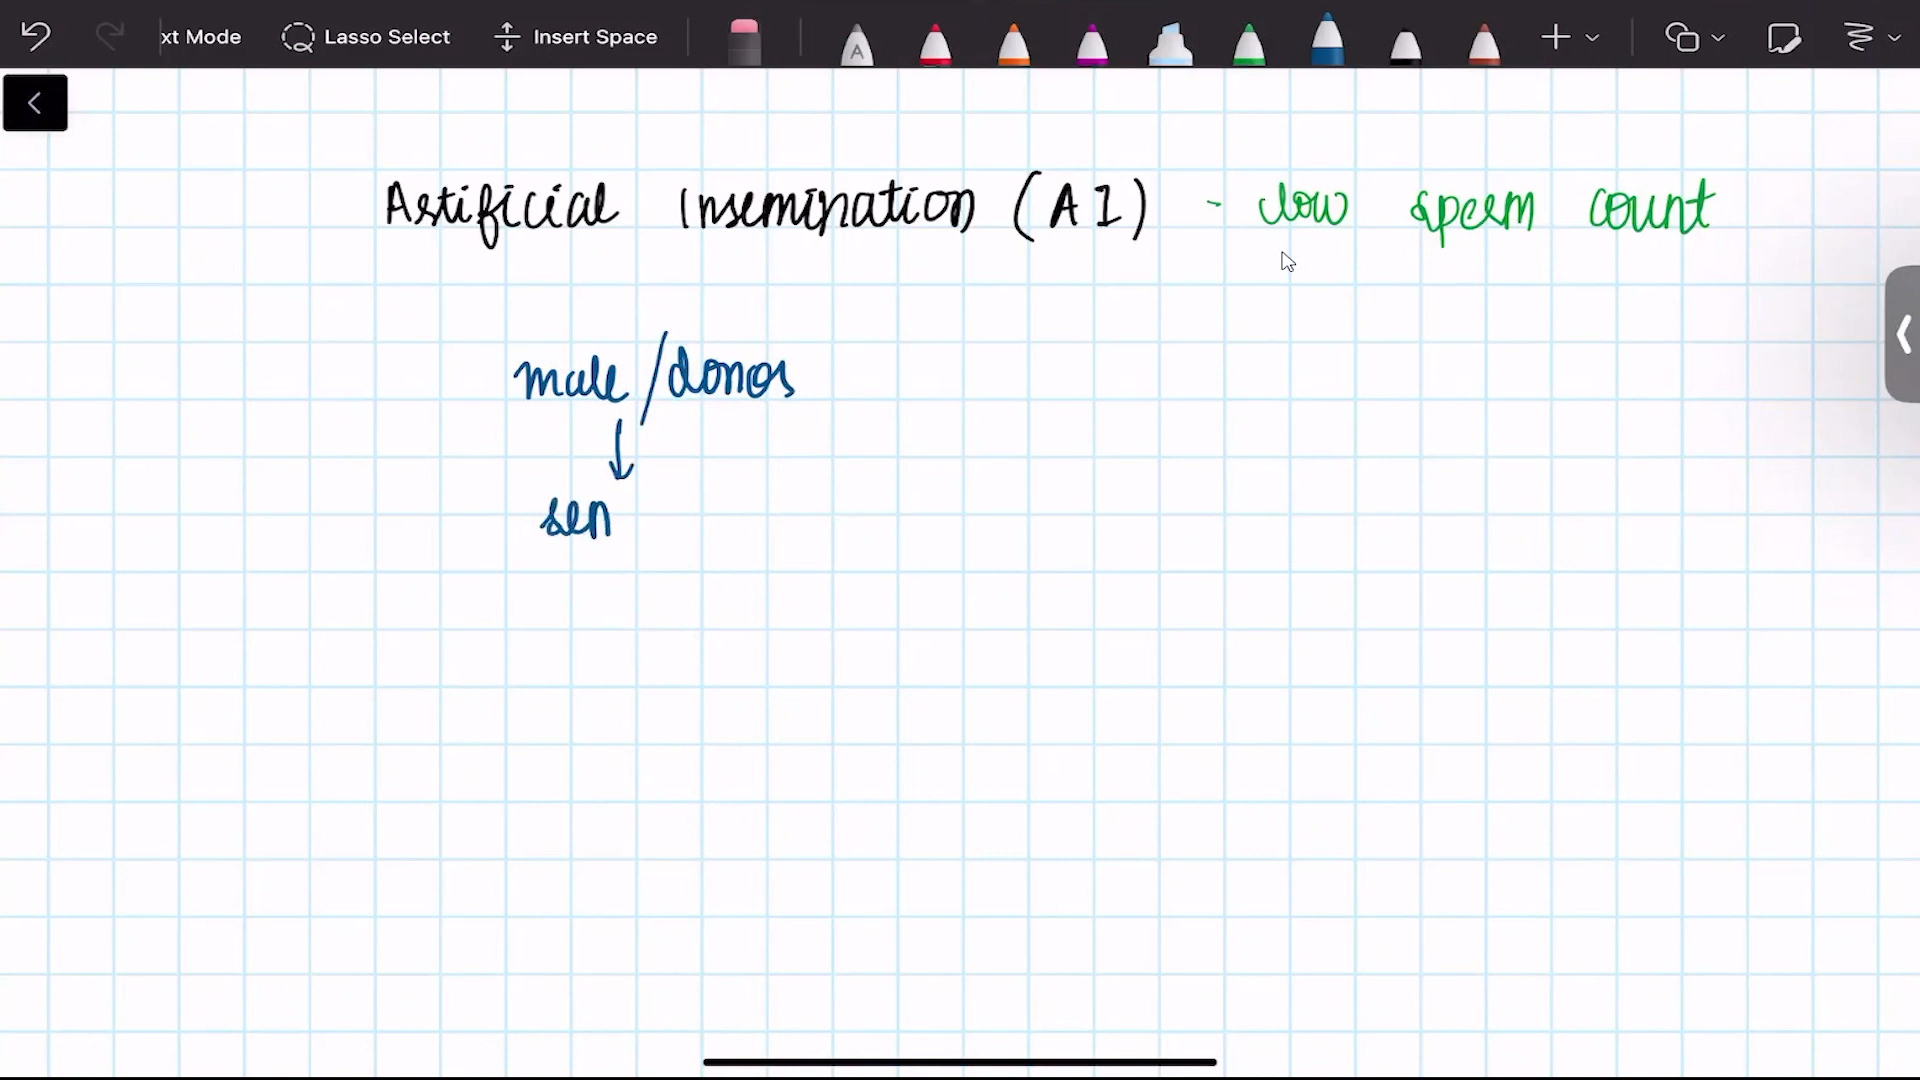 xt Mode Lasso Select Insert Space
Artificial Insemination (AI) - low sperm count
male/donor
↓
sen